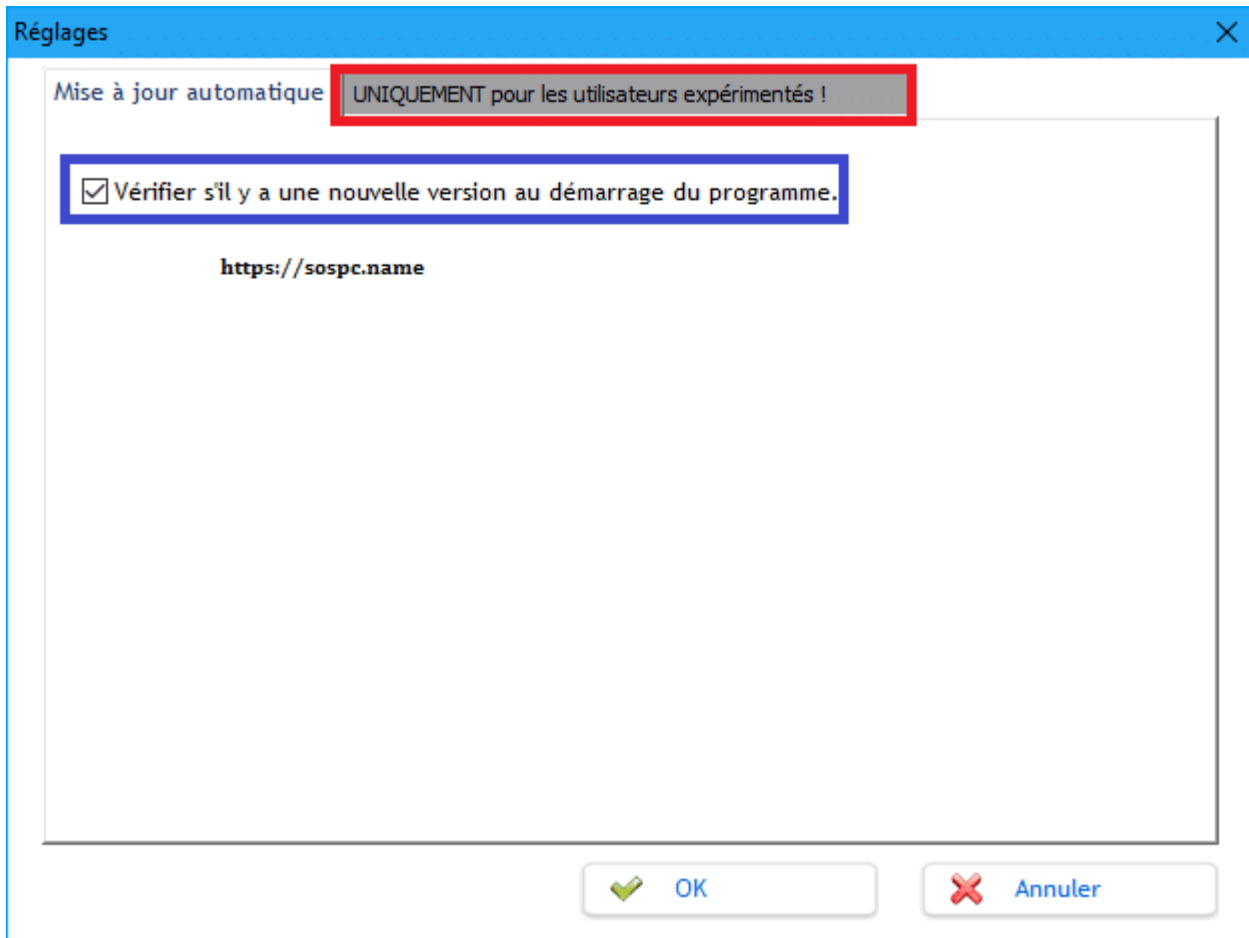 Réglages
Mise à jour automatique UNIQUEMENT pour les utilisateurs expérimentés !
Vérifier s'il y a une nouvelle version au démarrage du programme.
https://sospc.name
OK Annuler